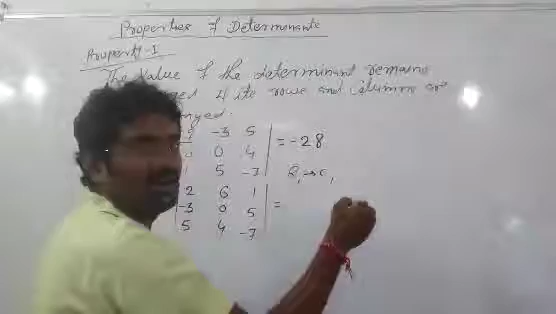 Properties of Determinants
Property-I
The Value of the determinant remains
if its rows and columns are
-3 5 = -28
0 4
5 -7 R₁→C₁
2 6 1
-3 0 5 =
5 4 -7